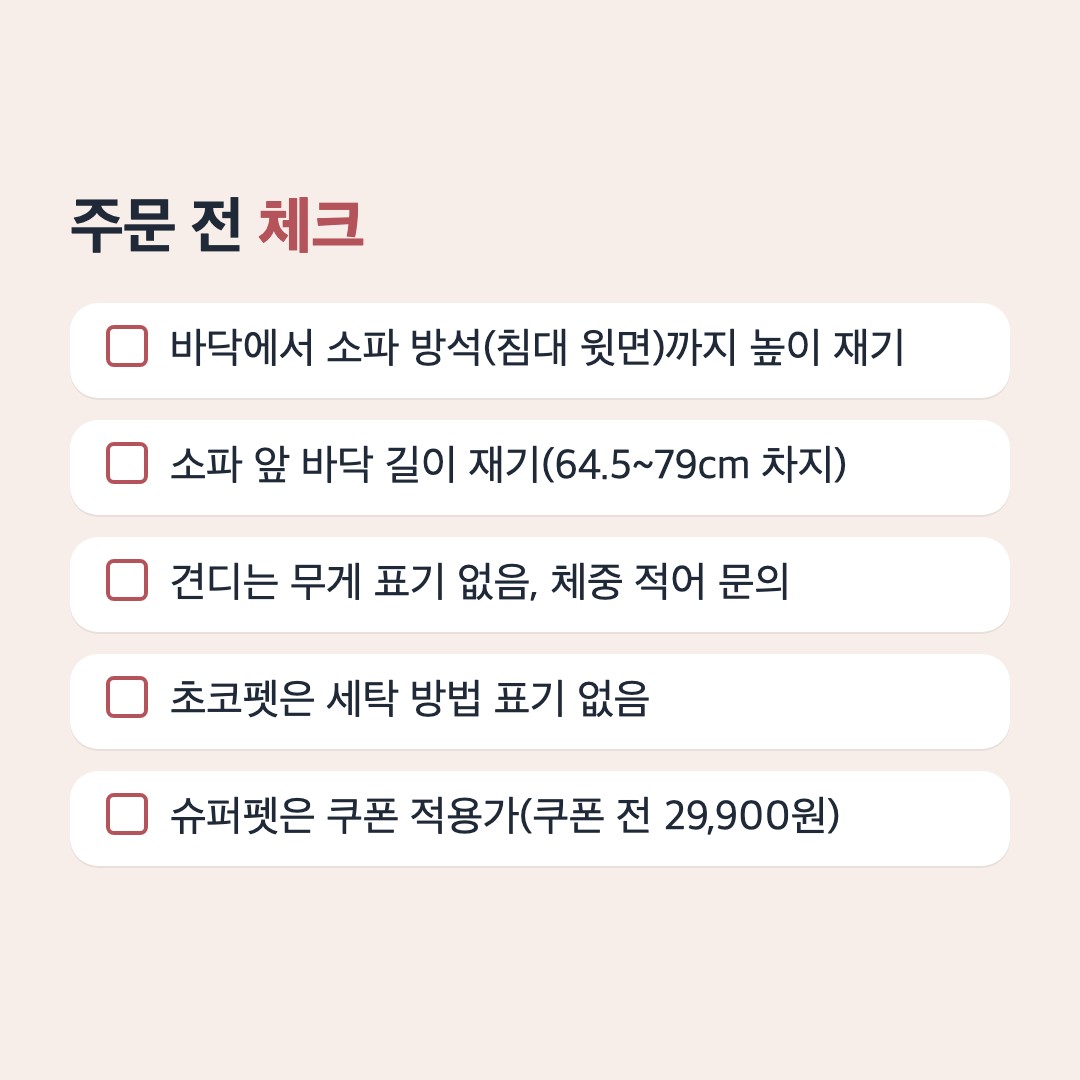 주문 전 체크
바닥에서 소파 방석(침대 윗면)까지 높이 재기
소파 앞 바닥 길이 재기(64.5~79cm 차지)
견디는 무게 표기 없음, 체중 적어 문의
초코펫은 세탁 방법 표기 없음
슈퍼펫은 쿠폰 적용가(쿠폰 전 29,900원)